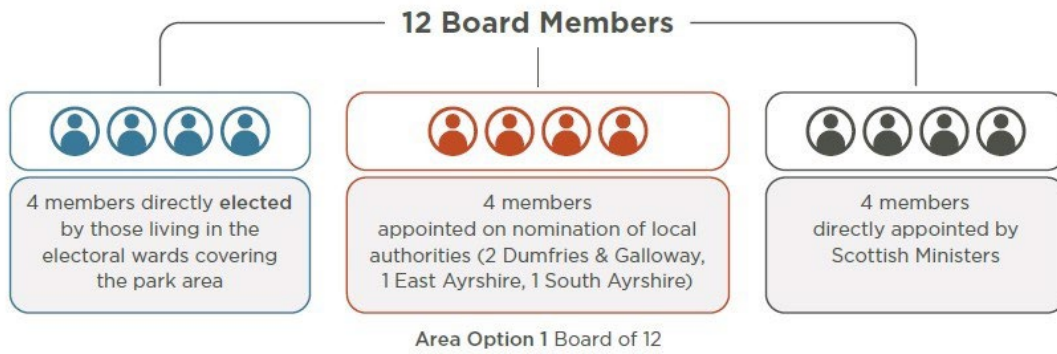 12 Board Members
4 members directly elected
by those living in the
electoral wards covering
the park area
4 members
appointed on nomination of local
authorities (2 Dumfries & Galloway,
1 East Ayrshire, 1 South Ayrshire)
4 members
directly appointed by
Scottish Ministers
Area Option 1 Board of 12